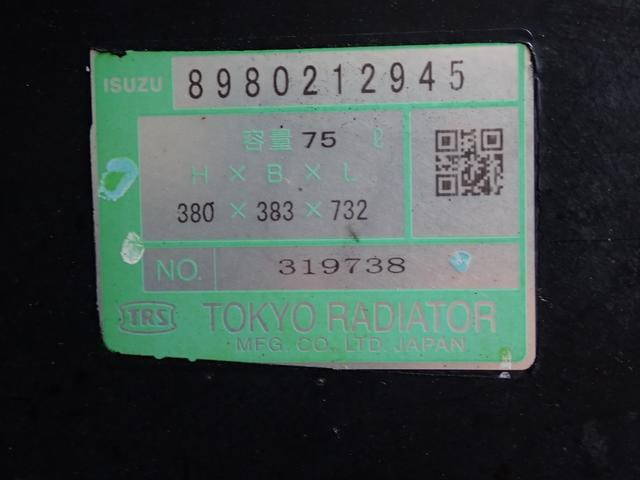 ISUZU 8980212945
容量 75 ℓ
H × B × L
380 × 383 × 732
NO. 319738
TRS TOKYO RADIATOR
MFG. CO. LTD. JAPAN